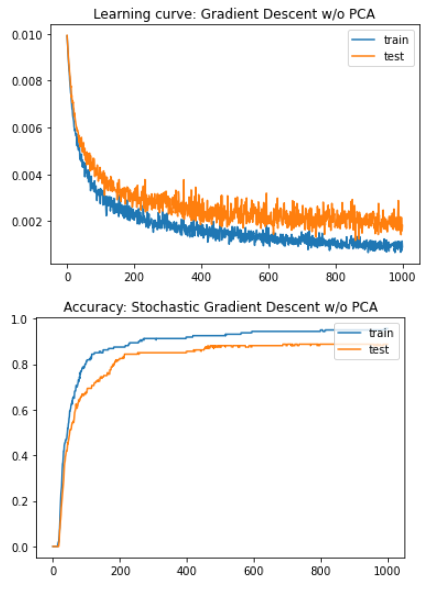 Learning curve: Gradient Descent w/o PCA
0.010
train
test
0.008
0.006
0.004
0.002
0 200 400 600 800 1000
Accuracy: Stochastic Gradient Descent w/o PCA
1.0
train
test
0.8
0.6
0.4
0.2
0.0
0 200 400 600 800 1000